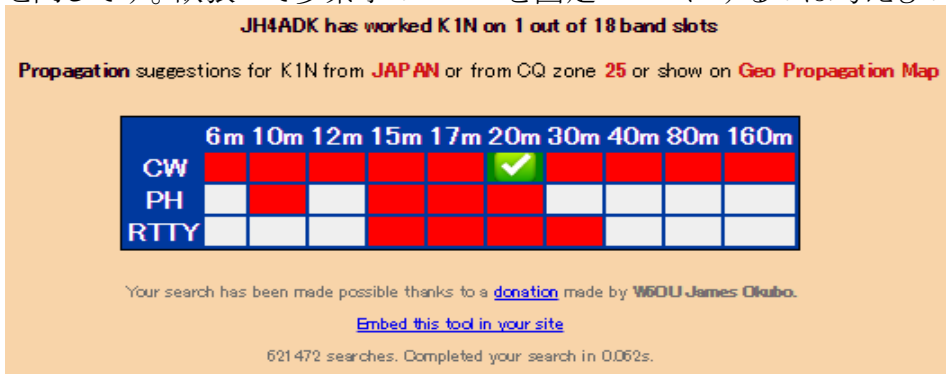 JH4ADK has worked K1N on 1 out of 18 band slots
Propagation suggestions for K1N from JAPAN or from CQ zone 25 or show on Geo Propagation Map
6m 10m 12m 15m 17m 20m 30m 40m 80m 160m
CW
PH
RTTY
Your search has been made possible thanks to a donation made by W6OU James Okubo.
Embed this tool in your site
621472 searches. Completed your search in 0.062s.